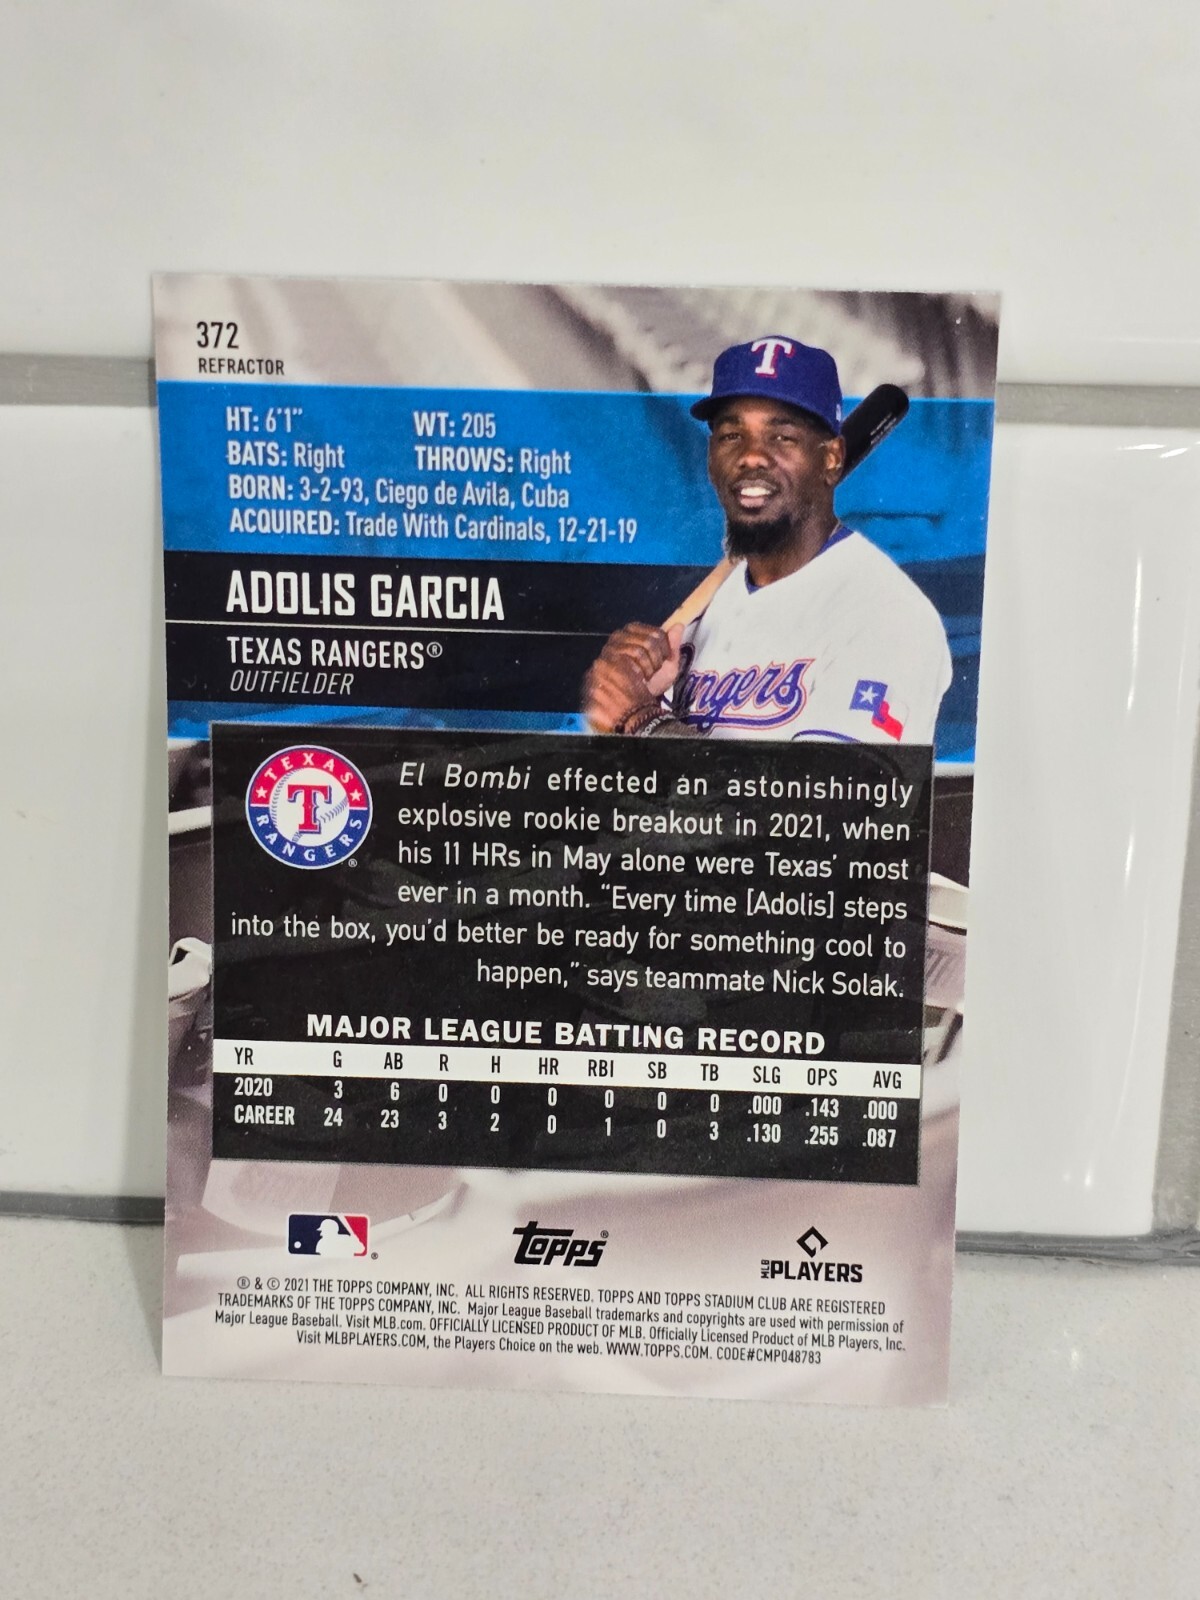 372
REFRACTOR
HT: 6'1" WT: 205
BATS: Right THROWS: Right
BORN: 3-2-93, Ciego de Avila, Cuba
ACQUIRED: Trade With Cardinals, 12-21-19
ADOLIS GARCIA
TEXAS RANGERS®
OUTFIELDER
T
Rangers
TEXAS
T
RANGERS
®
El Bombi effected an astonishingly
explosive rookie breakout in 2021, when
his 11 HRs in May alone were Texas' most
ever in a month. "Every time [Adolis] steps
into the box, you'd better be ready for something cool to
happen," says teammate Nick Solak.
MAJOR LEAGUE BATTING RECORD
YR G AB R H HR RBI SB TB SLG OPS AVG
2020 3 6 0 0 0 0 0 0 .000 .143 .000
CAREER 24 23 3 2 0 1 0 3 .130 .255 .087
®
topps®
MLB PLAYERS
® & © 2021 THE TOPPS COMPANY, INC. ALL RIGHTS RESERVED. TOPPS AND TOPPS STADIUM CLUB ARE REGISTERED
TRADEMARKS OF THE TOPPS COMPANY, INC. Major League Baseball trademarks and copyrights are used with permission of
Major League Baseball. Visit MLB.com. OFFICIALLY LICENSED PRODUCT OF MLB. Officially Licensed Product of MLB Players, Inc.
Visit MLBPLAYERS.COM, the Players Choice on the web. WWW.TOPPS.COM. CODE#CMP048783